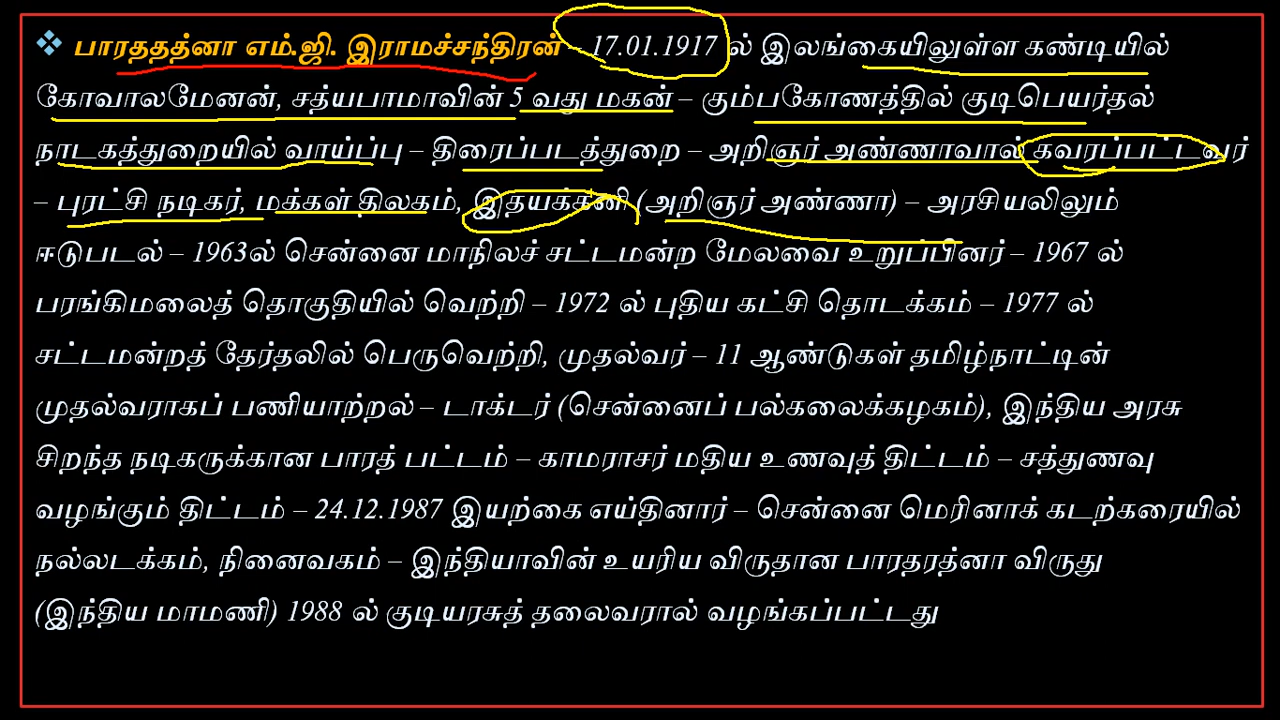 ❖ பாரததத்னா எம்.ஜி. இராமச்சந்திரன் – 17.01.1917 ல் இலங்கையிலுள்ள கண்டியில்
கோவாலமேனன், சத்யபாமாவின் 5 வது மகன் – கும்பகோணத்தில் குடிபெயர்தல்
நாடகத்துறையில் வாய்ப்பு – திரைப்படத்துறை – அறிஞர் அண்ணாவால் கவரப்பட்டவர்
– புரட்சி நடிகர், மக்கள் திலகம், இதயக்கனி (அறிஞர் அண்ணா) – அரசியலிலும்
ஈடுபடல் – 1963ல் சென்னை மாநிலச் சட்டமன்ற மேலவை உறுப்பினர் – 1967 ல்
பரங்கிமலைத் தொகுதியில் வெற்றி – 1972 ல் புதிய கட்சி தொடக்கம் – 1977 ல்
சட்டமன்றத் தேர்தலில் பெருவெற்றி, முதல்வர் – 11 ஆண்டுகள் தமிழ்நாட்டின்
முதல்வராகப் பணியாற்றல் – டாக்டர் (சென்னைப் பல்கலைக்கழகம்), இந்திய அரசு
சிறந்த நடிகருக்கான பாரத் பட்டம் – காமராசர் மதிய உணவுத் திட்டம் – சத்துணவு
வழங்கும் திட்டம் – 24.12.1987 இயற்கை எய்தினார் – சென்னை மெரினாக் கடற்கரையில்
நல்லடக்கம், நினைவகம் – இந்தியாவின் உயரிய விருதான பாரதரத்னா விருது
(இந்திய மாமணி) 1988 ல் குடியரசுத் தலைவரால் வழங்கப்பட்டது